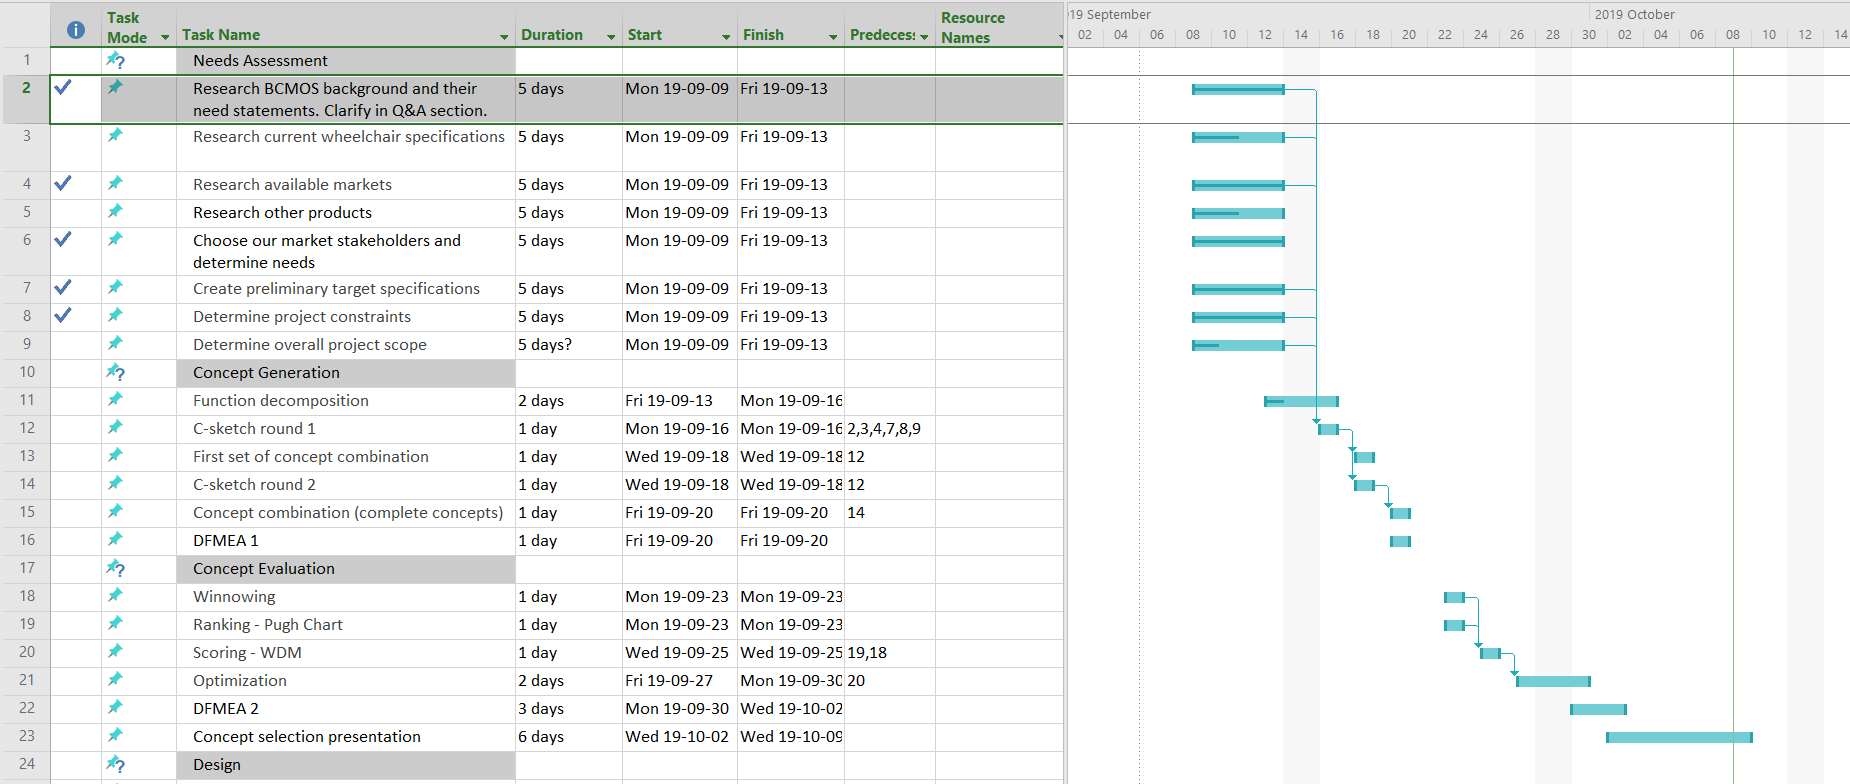 Task Mode Task Name Duration Start Finish Predeces Resource Names
19 September 2019 October
02 04 06 08 10 12 14 16 18 20 22 24 26 28 30 02 04 06 08 10 12 14
1 Needs Assessment
2 Research BCMOS background and their 5 days Mon 19-09-09 Fri 19-09-13
need statements. Clarify in Q&A section.
3 Research current wheelchair specifications 5 days Mon 19-09-09 Fri 19-09-13
4 Research available markets 5 days Mon 19-09-09 Fri 19-09-13
5 Research other products 5 days Mon 19-09-09 Fri 19-09-13
6 Choose our market stakeholders and 5 days Mon 19-09-09 Fri 19-09-13
determine needs
7 Create preliminary target specifications 5 days Mon 19-09-09 Fri 19-09-13
8 Determine project constraints 5 days Mon 19-09-09 Fri 19-09-13
9 Determine overall project scope 5 days? Mon 19-09-09 Fri 19-09-13
10 Concept Generation
11 Function decomposition 2 days Fri 19-09-13 Mon 19-09-16
12 C-sketch round 1 1 day Mon 19-09-16 Mon 19-09-16 2,3,4,7,8,9
13 First set of concept combination 1 day Wed 19-09-18 Wed 19-09-18 12
14 C-sketch round 2 1 day Wed 19-09-18 Wed 19-09-18 12
15 Concept combination (complete concepts) 1 day Fri 19-09-20 Fri 19-09-20 14
16 DFMEA 1 1 day Fri 19-09-20 Fri 19-09-20
17 Concept Evaluation
18 Winnowing 1 day Mon 19-09-23 Mon 19-09-23
19 Ranking - Pugh Chart 1 day Mon 19-09-23 Mon 19-09-23
20 Scoring - WDM 1 day Wed 19-09-25 Wed 19-09-25 19,18
21 Optimization 2 days Fri 19-09-27 Mon 19-09-30 20
22 DFMEA 2 3 days Mon 19-09-30 Wed 19-10-02
23 Concept selection presentation 6 days Wed 19-10-02 Wed 19-10-09
24 Design